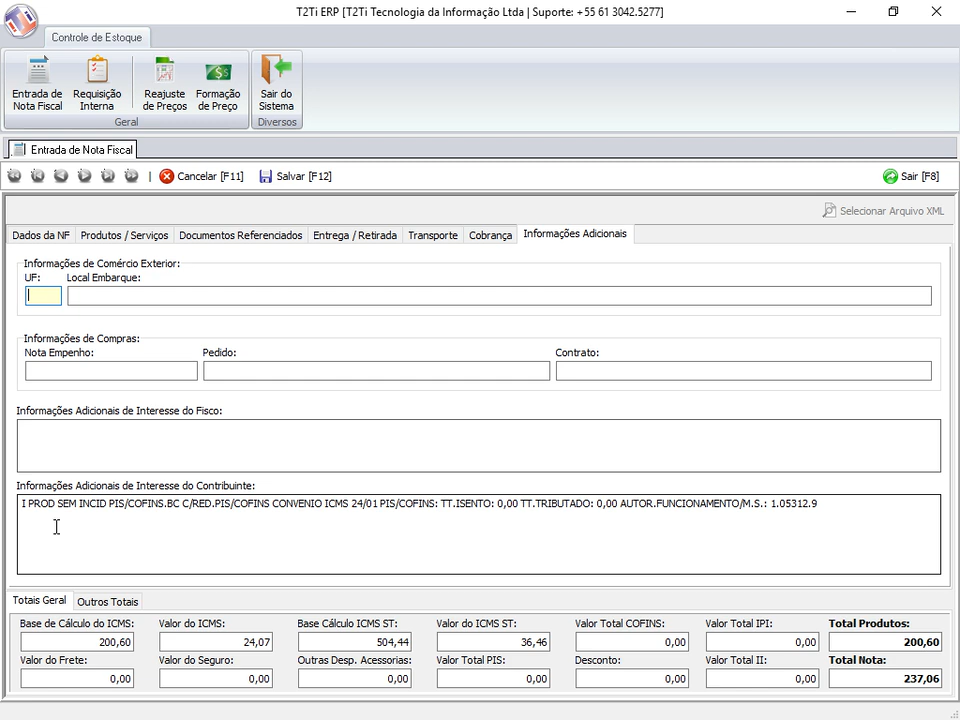 T2Ti ERP [T2Ti Tecnologia da Informação Ltda | Suporte: +55 61 3042.5277]
Controle de Estoque
Entrada de Nota Fiscal
Requisição Interna
Reajuste de Preços
Formação de Preço
Sair do Sistema
Geral
Diversos
Entrada de Nota Fiscal
Cancelar [F11]
Salvar [F12]
Sair [F8]
Selecionar Arquivo XML
Dados da NF
Produtos / Serviços
Documentos Referenciados
Entrega / Retirada
Transporte
Cobrança
Informações Adicionais
Informações de Comércio Exterior:
UF:
Local Embarque:
Informações de Compras:
Nota Empenho:
Pedido:
Contrato:
Informações Adicionais de Interesse do Fisco:
Informações Adicionais de Interesse do Contribuinte:
I PROD SEM INCID PIS/COFINS.BC C/RED.PIS/COFINS CONVENIO ICMS 24/01 PIS/COFINS: TT.ISENTO: 0,00 TT.TRIBUTADO: 0,00 AUTOR.FUNCIONAMENTO/M.S.: 1.05312.9
Totais Geral
Outros Totais
Base de Cálculo do ICMS:
Valor do ICMS:
Base Cálculo ICMS ST:
Valor do ICMS ST:
Valor Total COFINS:
Valor Total IPI:
Total Produtos:
200,60
24,07
504,44
36,46
0,00
0,00
200,60
Valor do Frete:
Valor do Seguro:
Outras Desp. Acessorias:
Valor Total PIS:
Desconto:
Valor Total II:
Total Nota:
0,00
0,00
0,00
0,00
0,00
0,00
237,06